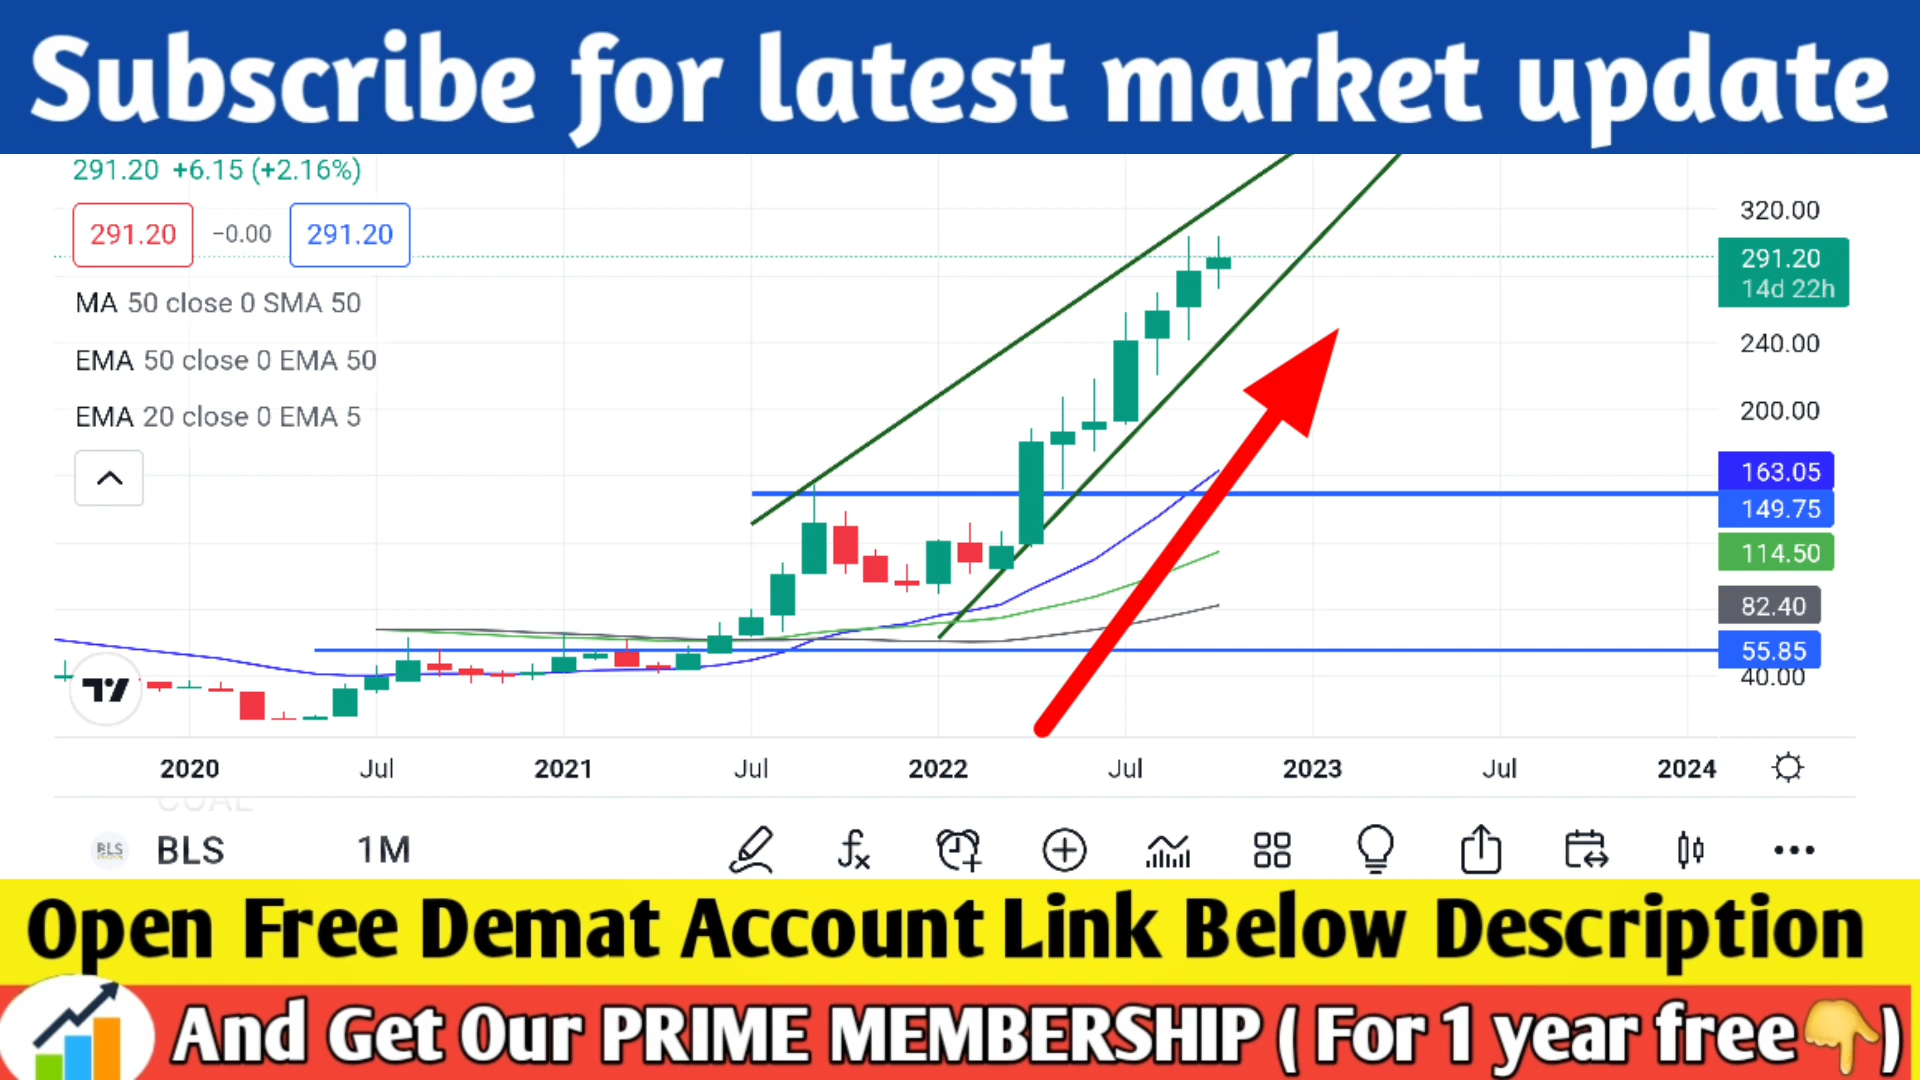 Subscribe for latest market update
291.20 +6.15 (+2.16%)
291.20 −0.00 291.20
MA 50 close 0 SMA 50
EMA 50 close 0 EMA 50
EMA 20 close 0 EMA 5
320.00
291.20
14d 22h
240.00
200.00
163.05
149.75
114.50
82.40
55.85
40.00
2020 Jul 2021 Jul 2022 Jul 2023 Jul 2024
COAL
BLS BLS 1M
Open Free Demat Account Link Below Description
And Get Our PRIME MEMBERSHIP ( For 1 year free👇)